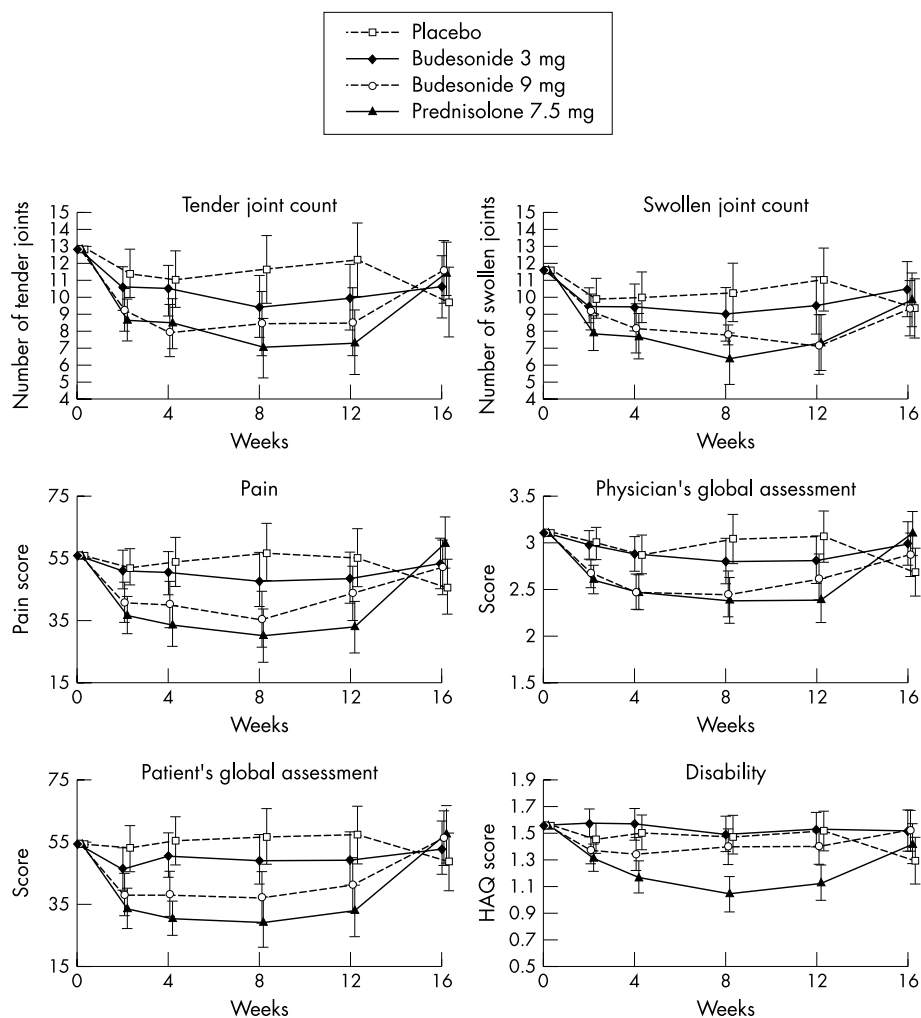 Placebo
Budesonide 3 mg
Budesonide 9 mg
Prednisolone 7.5 mg
Tender joint count
Number of tender joints
15
14
13
12
11
10
9
8
7
6
5
4
0 4 8 12 16
Weeks
Swollen joint count
Number of swollen joints
15
14
13
12
11
10
9
8
7
6
5
4
0 4 8 12 16
Weeks
Pain
Pain score
75
55
35
15
0 4 8 12 16
Weeks
Physician's global assessment
Score
3.5
3
2.5
2
1.5
0 4 8 12 16
Weeks
Patient's global assessment
Score
75
55
35
15
0 4 8 12 16
Weeks
Disability
HAQ score
1.9
1.7
1.5
1.3
1.1
0.9
0.7
0.5
0 4 8 12 16
Weeks